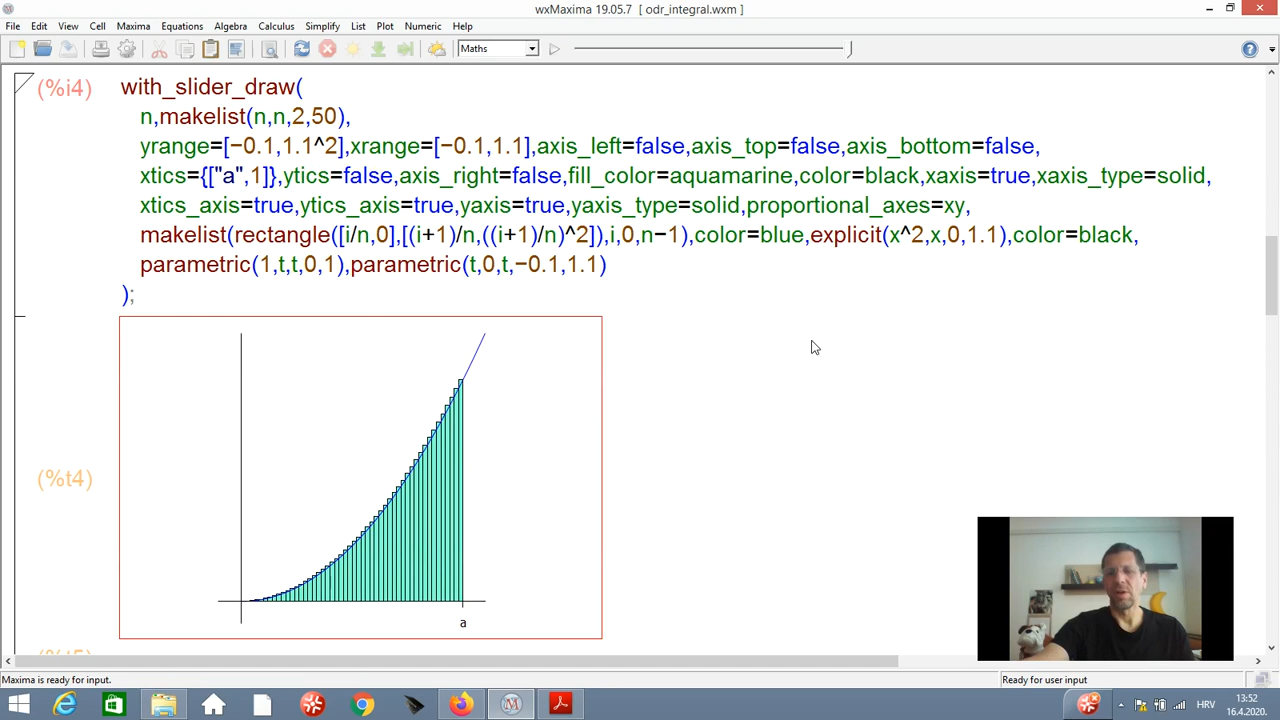 wxMaxima 19.05.7 [ odr_integral.wxm ]
File Edit View Cell Maxima Equations Algebra Calculus Simplify List Plot Numeric Help
Maths
(%i4) with_slider_draw(
n,makelist(n,n,2,50),
yrange=[−0.1,1.1^2],xrange=[−0.1,1.1],axis_left=false,axis_top=false,axis_bottom=false,
xtics={["a",1]},ytics=false,axis_right=false,fill_color=aquamarine,color=black,xaxis=true,xaxis_type=solid,
xtics_axis=true,ytics_axis=true,yaxis=true,yaxis_type=solid,proportional_axes=xy,
makelist(rectangle([i/n,0],[(i+1)/n,((i+1)/n)^2]),i,0,n−1),color=blue,explicit(x^2,x,0,1.1),color=black,
parametric(1,t,t,0,1),parametric(t,0,t,−0.1,1.1)
);
(%t4)
a
Maxima is ready for input.
Ready for user input
HRV
13:52
16.4.2020.